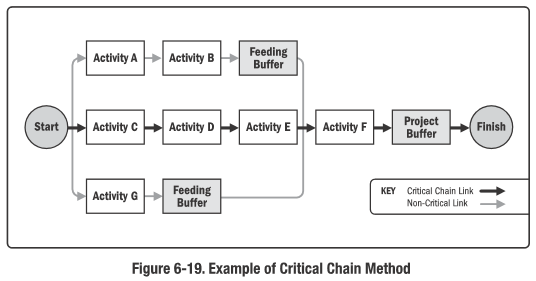 Activity A
Activity B
Feeding
Buffer
Start
Activity C
Activity D
Activity E
Activity F
Project
Buffer
Finish
Activity G
Feeding
Buffer
KEY
Critical Chain Link
Non-Critical Link
Figure 6-19. Example of Critical Chain Method